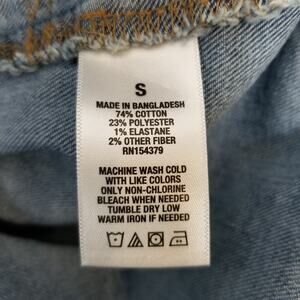 S
MADE IN BANGLADESH
74% COTTON
23% POLYESTER
1% ELASTANE
2% OTHER FIBER
RN154379
MACHINE WASH COLD
WITH LIKE COLORS
ONLY NON-CHLORINE
BLEACH WHEN NEEDED
TUMBLE DRY LOW
WARM IRON IF NEEDED